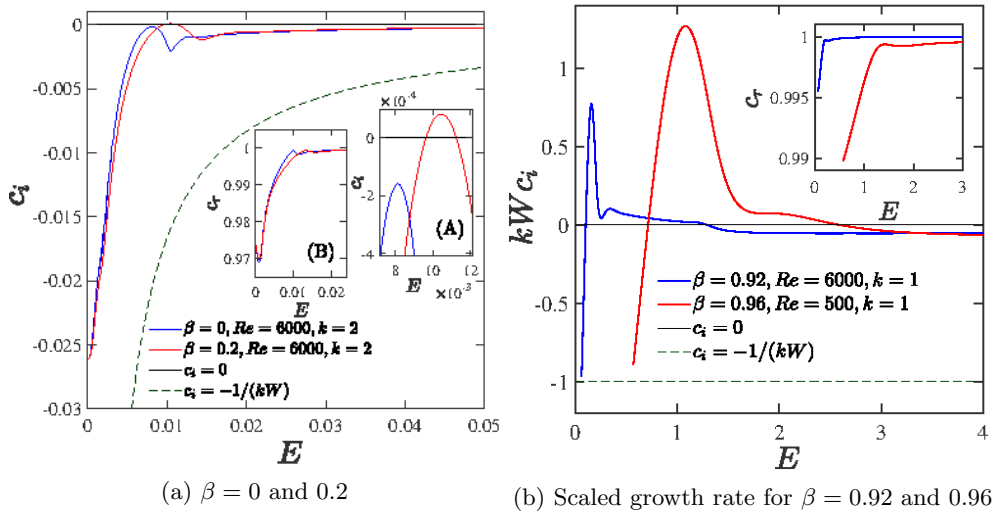 0
-0.005
-0.01
-0.015
-0.02
-0.025
-0.03
c_i
0 0.01 0.02 0.03 0.04 0.05
E
×10^{-4}
0
-2
-4
c_i
(A)
8 10 12
E ×10^{-3}
1
0.99
0.98
0.97
c_r
(B)
0 0.01 0.02
E
β = 0, Re = 6000, k = 2
β = 0.2, Re = 6000, k = 2
c_i = 0
c_i = −1/(kW)
(a) β = 0 and 0.2
1
0.5
0
-0.5
-1
kW c_i
0 1 2 3 4
E
1
0.995
0.99
c_r
0 1 2 3
E
β = 0.92, Re = 6000, k = 1
β = 0.96, Re = 500, k = 1
c_i = 0
c_i = −1/(kW)
(b) Scaled growth rate for β = 0.92 and 0.96